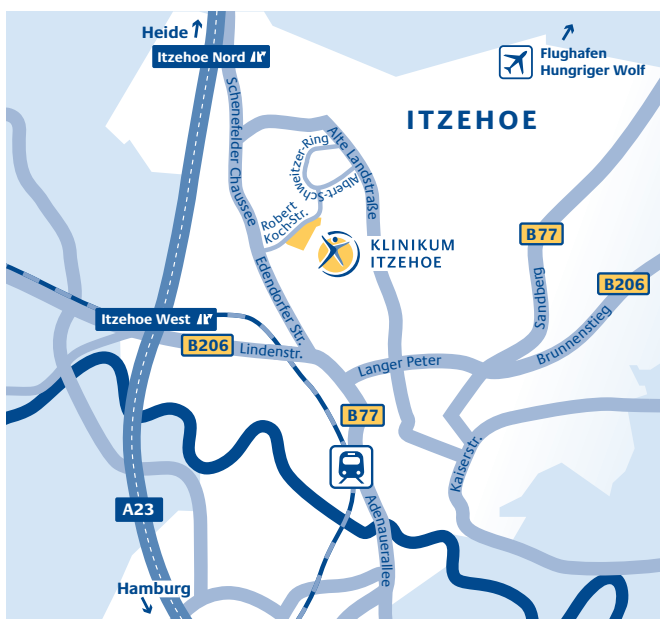 Heide
Itzehoe Nord
Flughafen
Hungriger Wolf
ITZEHOE
Schenefelder Chaussee
Alte Landstraße
Albert-Schweitzer-Ring
Robert
Koch-Str.
KLINIKUM
ITZEHOE
B77
B206
Sandberg
Edendorfer Str.
Itzehoe West
B206
Lindenstr.
Langer Peter
Brunnenstieg
B77
Kaiserstr.
A23
Adenauerallee
Hamburg